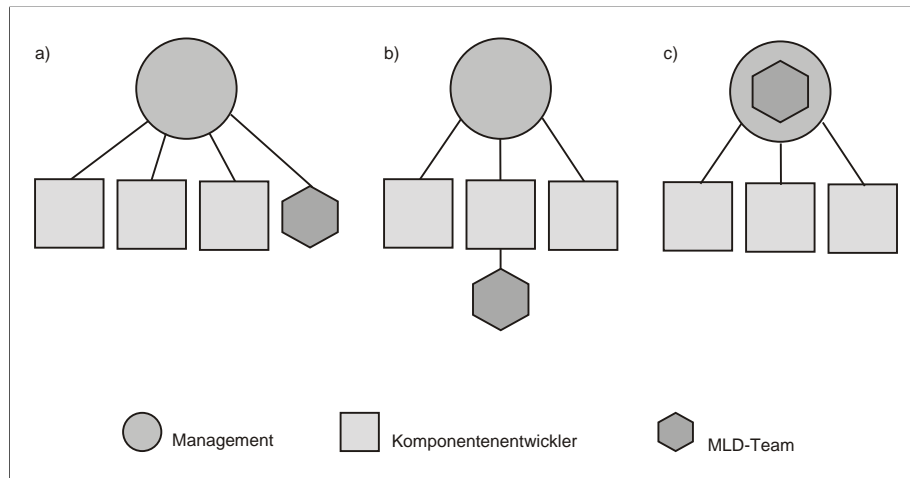 a)
b)
c)
Management
Komponentenentwickler
MLD-Team